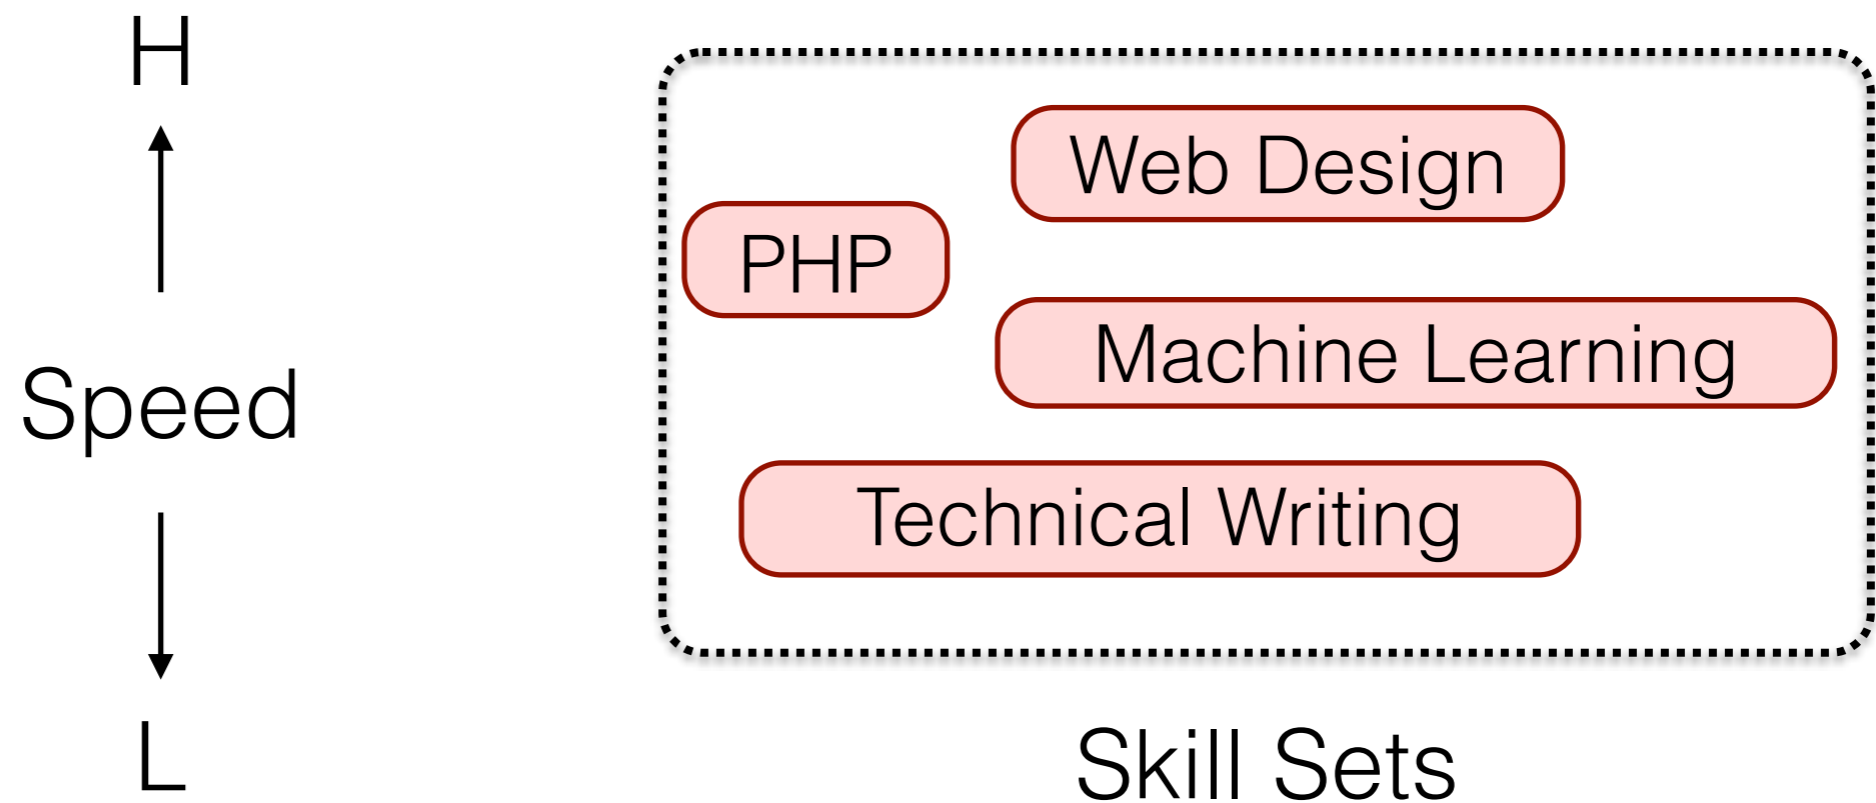 H
Speed
L
Web Design
PHP
Machine Learning
Technical Writing
Skill Sets